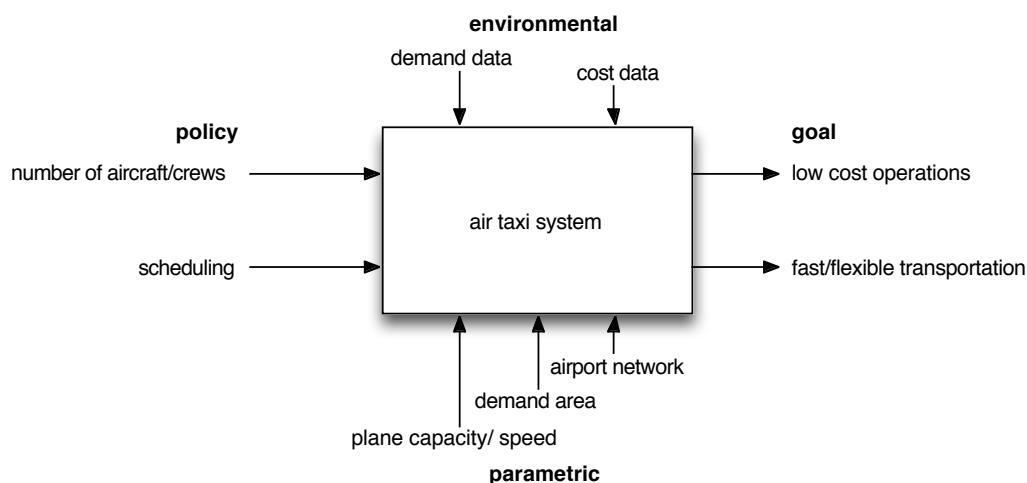 environmental
demand data
cost data
policy
goal
number of aircraft/crews
low cost operations
air taxi system
scheduling
fast/flexible transportation
airport network
demand area
plane capacity/ speed
parametric